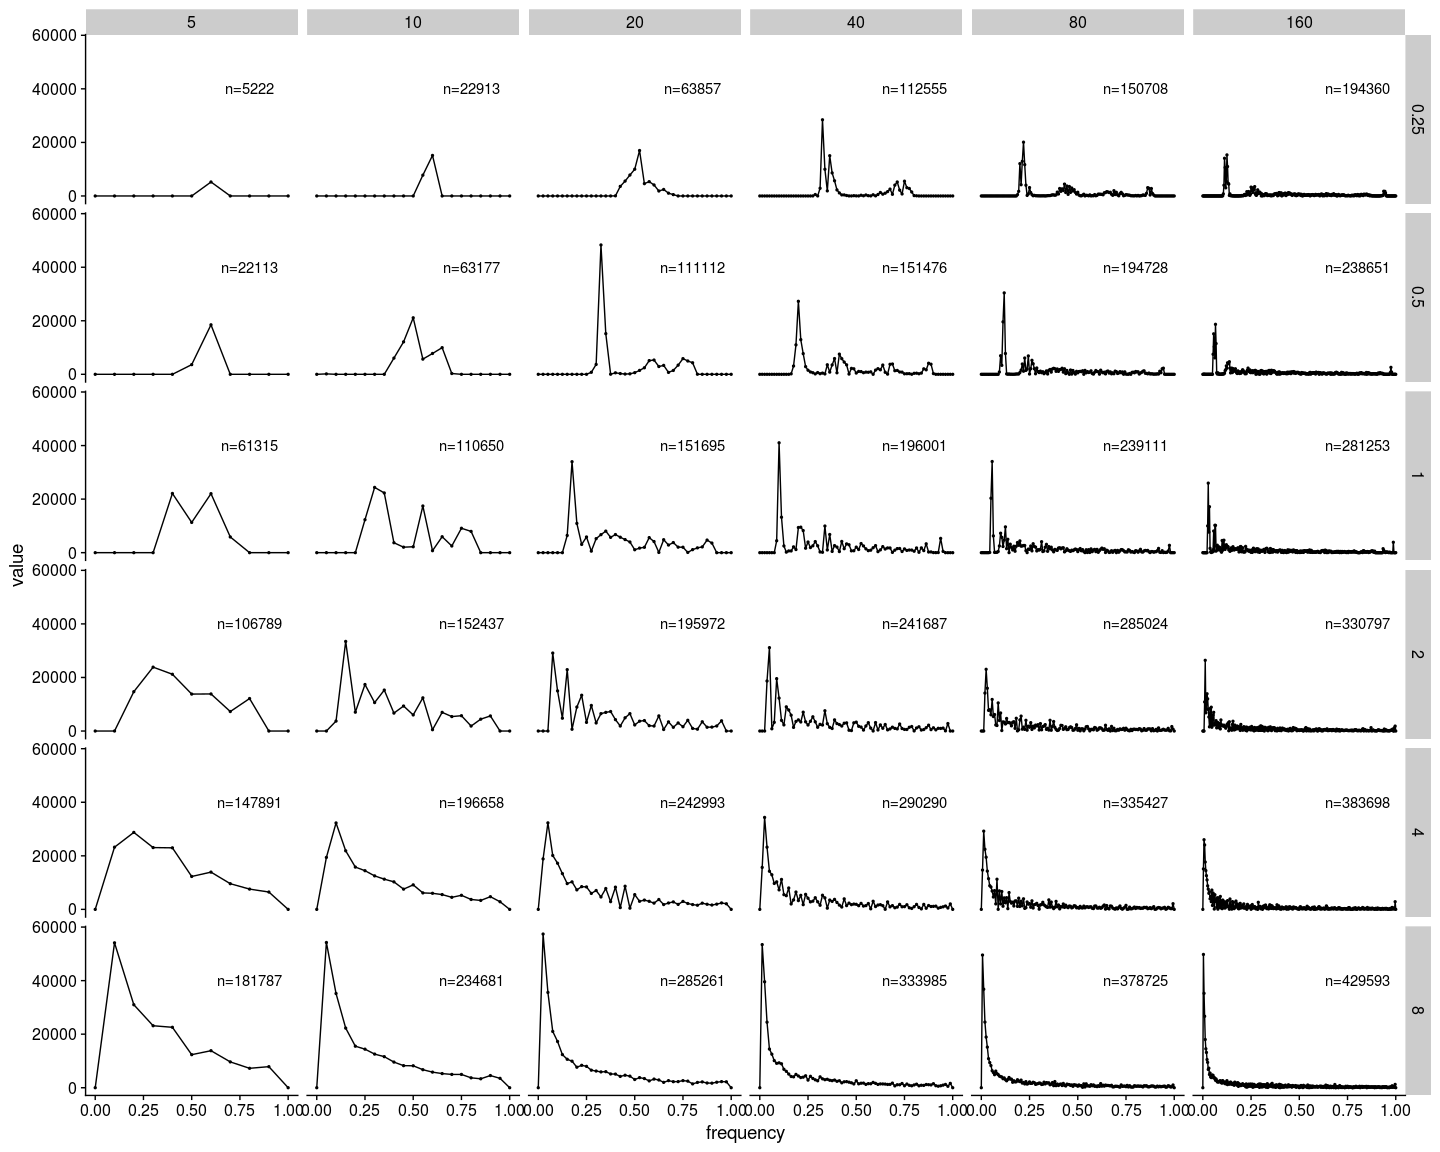 5 10 20 40 80 160
60000
40000 n=5222 n=22913 n=63857 n=112555 n=150708 n=194360 0.25
20000
0
60000
40000 n=22113 n=63177 n=111112 n=151476 n=194728 n=238651 0.5
20000
0
60000
40000 n=61315 n=110650 n=151695 n=196001 n=239111 n=281253 1
20000
0
value
60000
40000 n=106789 n=152437 n=195972 n=241687 n=285024 n=330797 2
20000
0
60000
40000 n=147891 n=196658 n=242993 n=290290 n=335427 n=383698 4
20000
0
60000
40000 n=181787 n=234681 n=285261 n=333985 n=378725 n=429593 8
20000
0
0.00 0.25 0.50 0.75 1.00 0.00 0.25 0.50 0.75 1.00 0.00 0.25 0.50 0.75 1.00 0.00 0.25 0.50 0.75 1.00 0.00 0.25 0.50 0.75 1.00 0.00 0.25 0.50 0.75 1.00
frequency